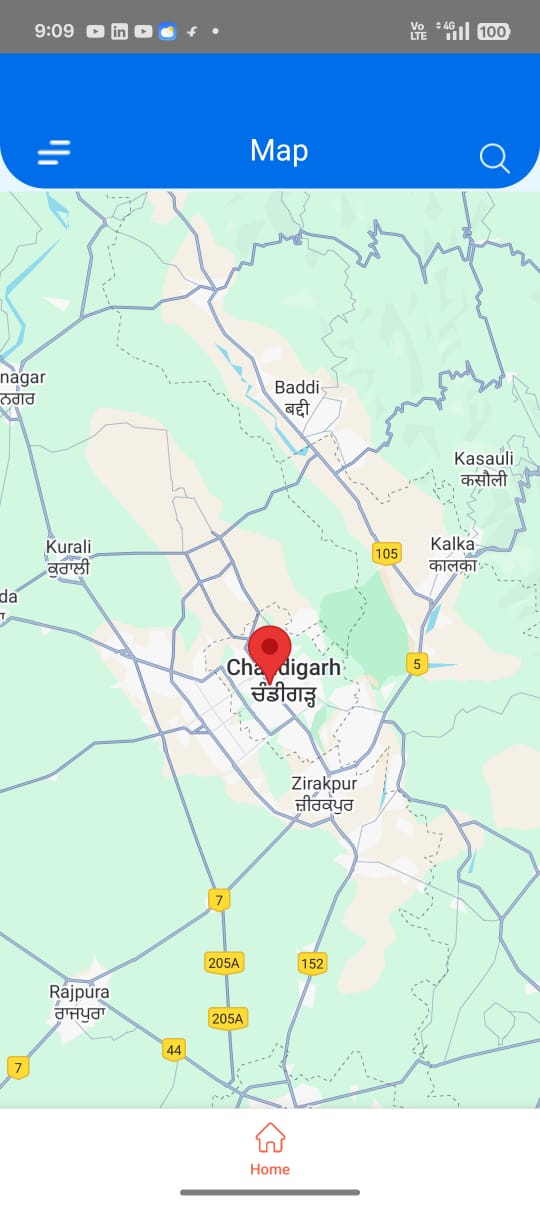 9:09
Vo
LTE
4G
100
Map
nagar
ਨਗਰ
Baddi
बद्दी
Kasauli
कसौली
Kurali
ਕੁਰਾਲੀ
105
Kalka
कालका
da
5
Chandigarh
ਚੰਡੀਗੜ੍ਹ
Zirakpur
ਜ਼ੀਰਕਪੁਰ
7
205A
152
Rajpura
ਰਾਜਪੁਰਾ
205A
44
7
Home